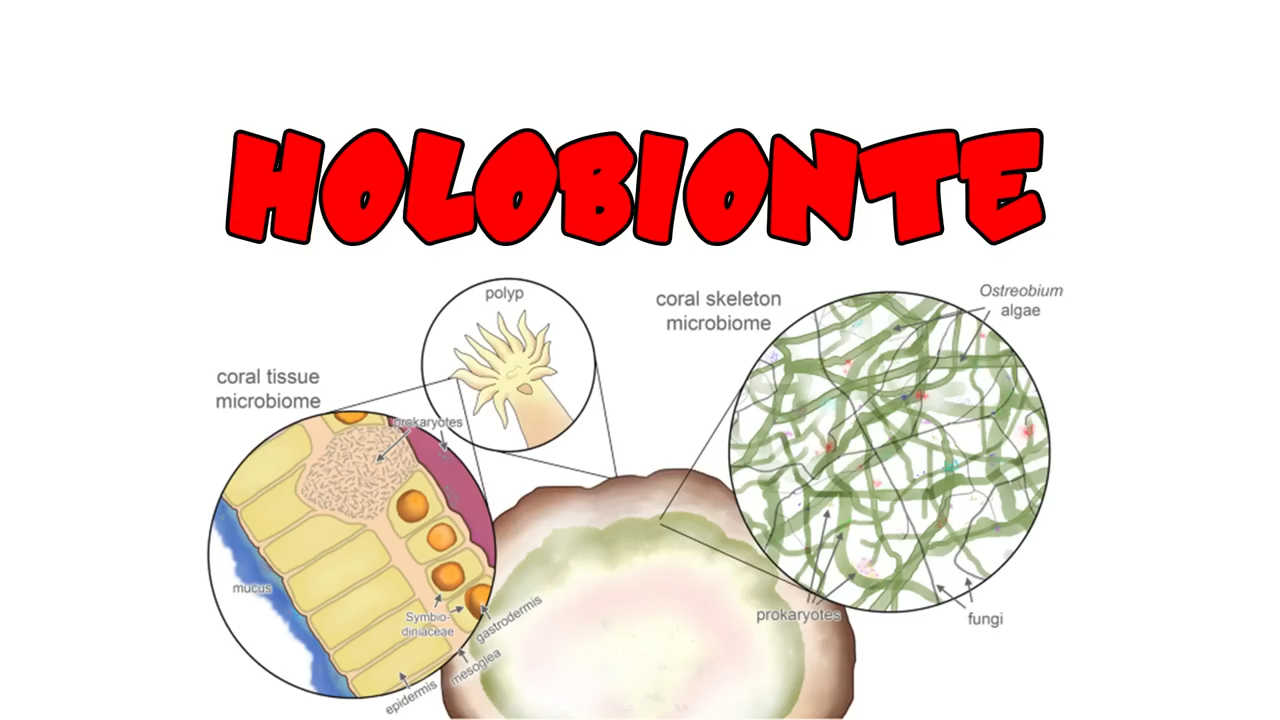 HOLOBIONTE
polyp
coral skeleton
microbiome
Ostreobium
algae
coral tissue
microbiome
prokaryotes
mucus
Symbio-
diniaceae
gastrodermis
mesoglea
epidermis
prokaryotes
fungi